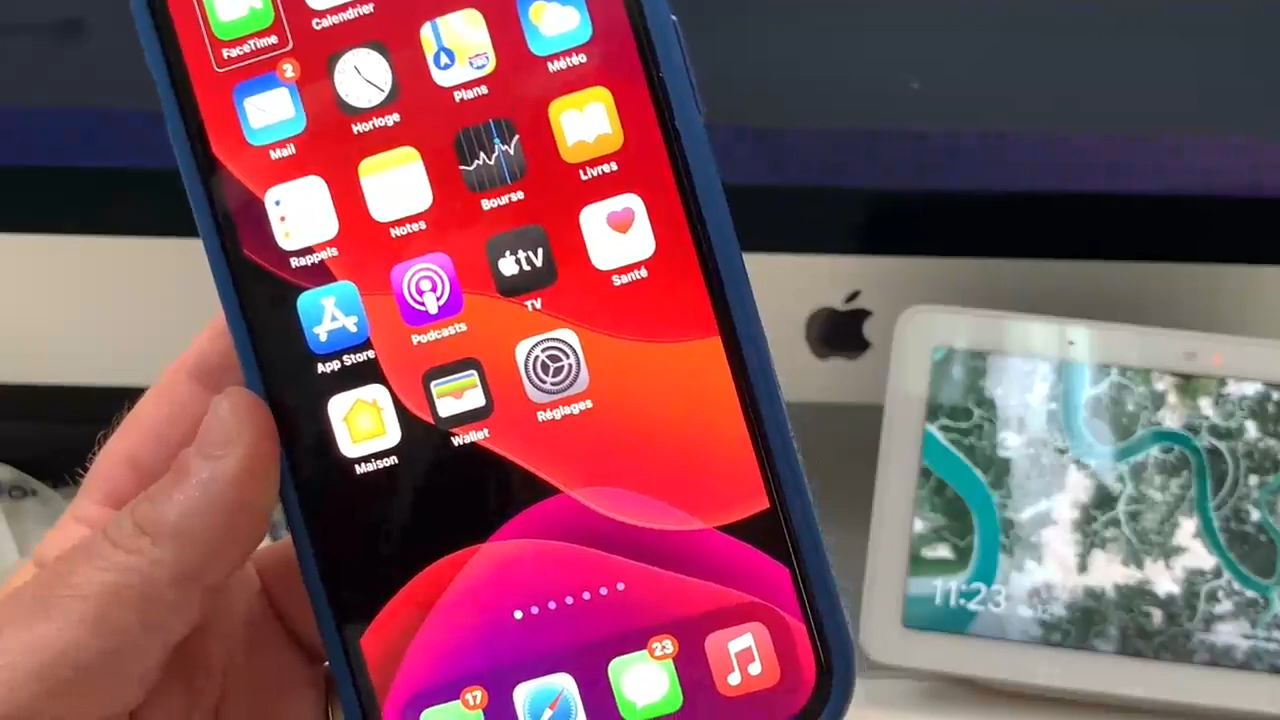 FaceTime
Calendrier
2
Mail
Horloge
Plans
280
Météo
Rappels
Notes
Bourse
Livres
App Store
Podcasts
tv
TV
Santé
Maison
Wallet
Réglages
17
23
11:23